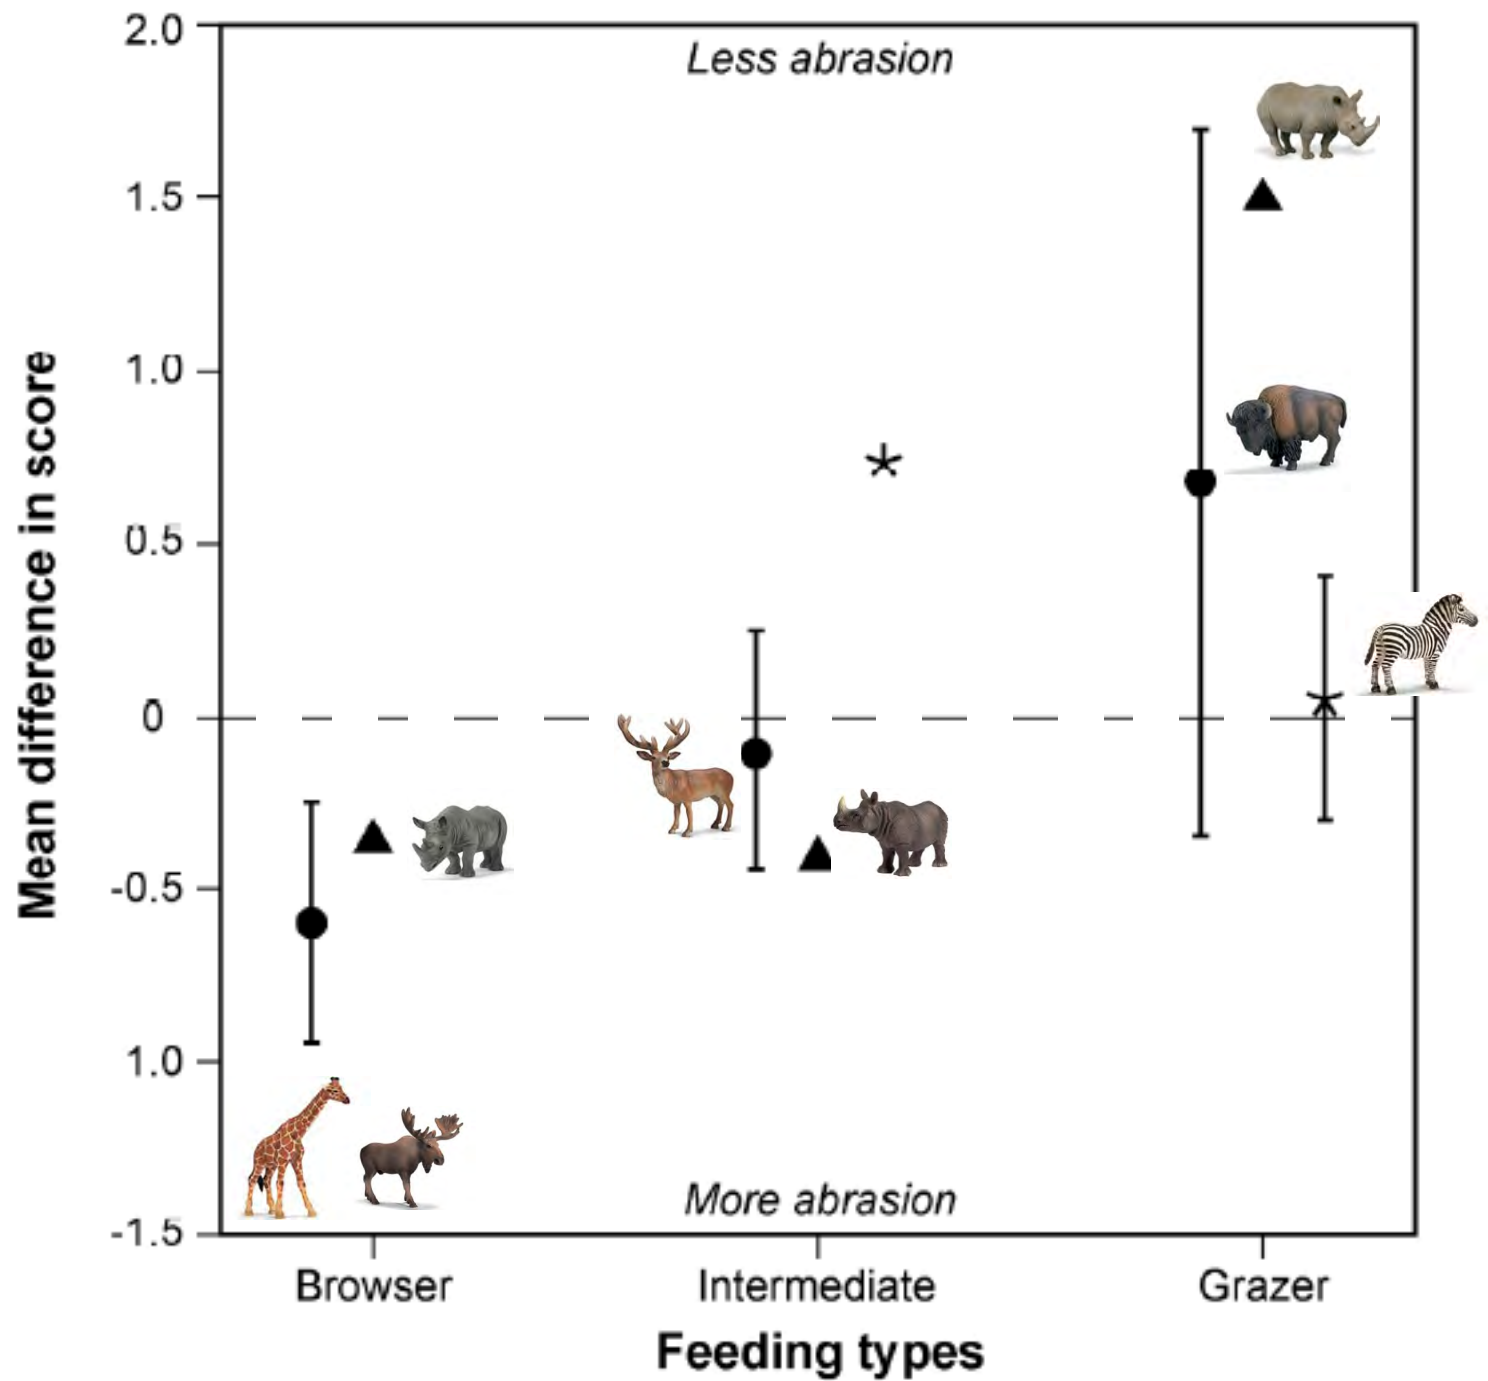 Less abrasion
2.0
1.5
1.0
0.5
0
-0.5
1.0
-1.5
Mean difference in score
More abrasion
Browser
Intermediate
Grazer
Feeding types